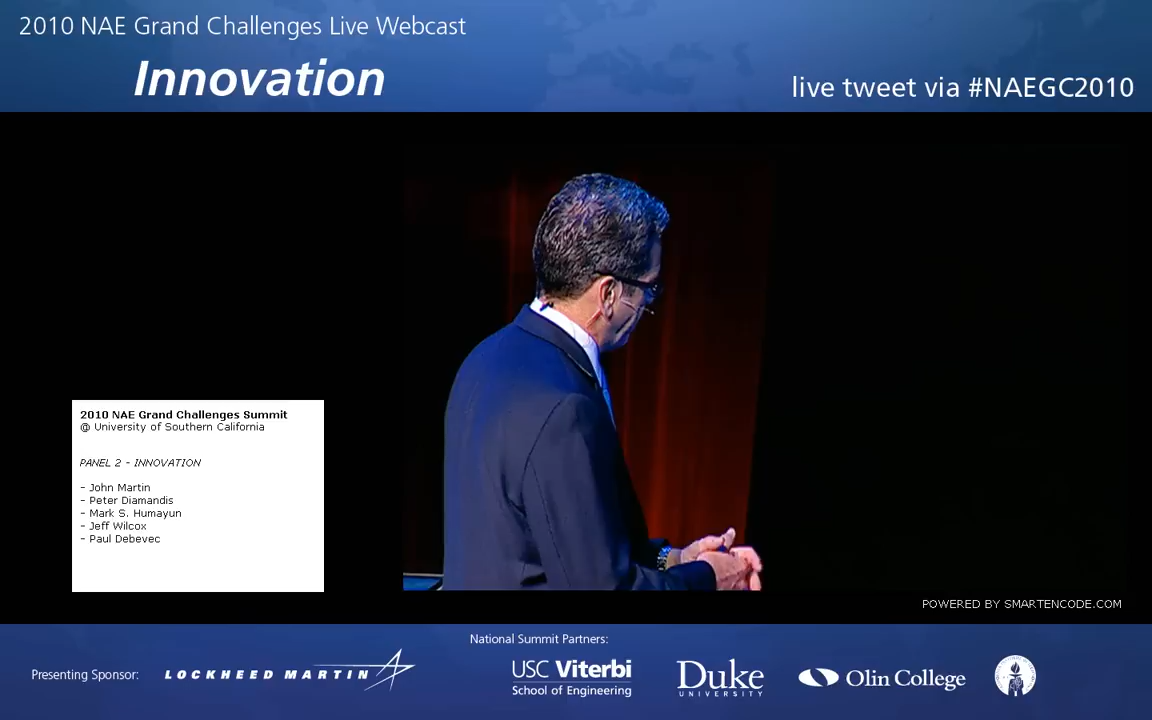 2010 NAE Grand Challenges Live Webcast
Innovation
live tweet via #NAEGC2010
2010 NAE Grand Challenges Summit
@ University of Southern California
PANEL 2 - INNOVATION
- John Martin
- Peter Diamandis
- Mark S. Humayun
- Jeff Wilcox
- Paul Debevec
POWERED BY SMARTENCODE.COM
National Summit Partners:
Presenting Sponsor:
LOCKHEED MARTIN
USC Viterbi
School of Engineering
Duke
UNIVERSITY
Olin College